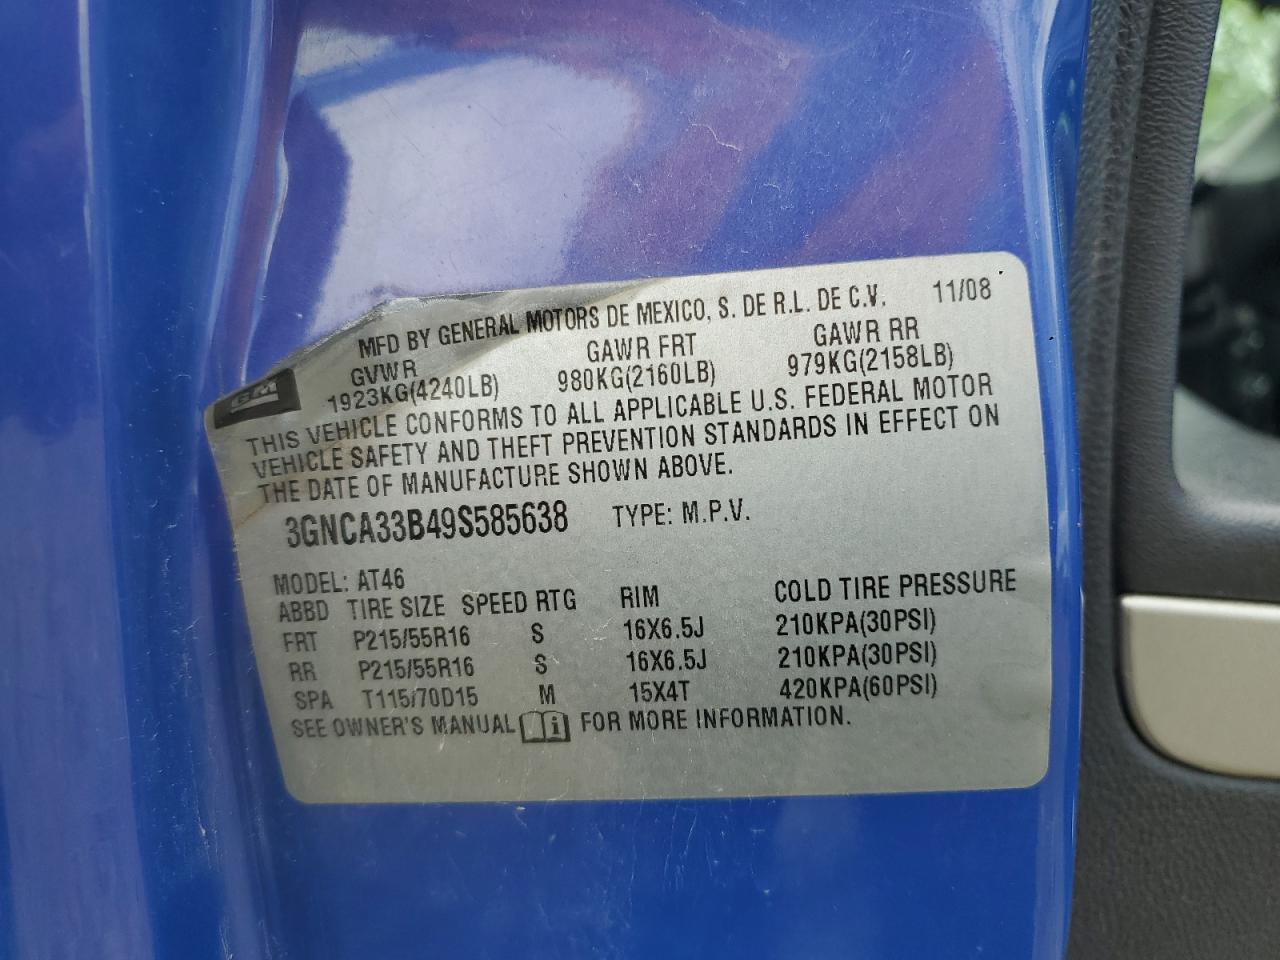 MFD BY GENERAL MOTORS DE MEXICO, S. DE R.L. DE C.V. 11/08
GVWR GAWR FRT GAWR RR
GM 1923KG(4240LB) 980KG(2160LB) 979KG(2158LB)
THIS VEHICLE CONFORMS TO ALL APPLICABLE U.S. FEDERAL MOTOR
VEHICLE SAFETY AND THEFT PREVENTION STANDARDS IN EFFECT ON
THE DATE OF MANUFACTURE SHOWN ABOVE.
3GNCA33B49S585638 TYPE: M.P.V.
MODEL: AT46
ABBD TIRE SIZE SPEED RTG RIM COLD TIRE PRESSURE
FRT P215/55R16 S 16X6.5J 210KPA(30PSI)
RR P215/55R16 S 16X6.5J 210KPA(30PSI)
SPA T115/70D15 M 15X4T 420KPA(60PSI)
SEE OWNER'S MANUAL i FOR MORE INFORMATION.